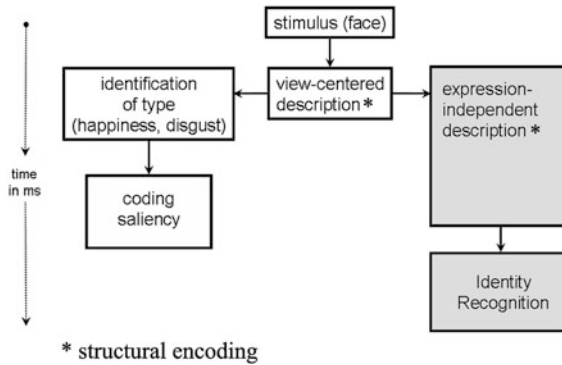 stimulus (face)
identification
of type
(happiness, disgust)
view-centered
description *
expression-
independent
description *
time
in ms
coding
saliency
Identity
Recognition
* structural encoding